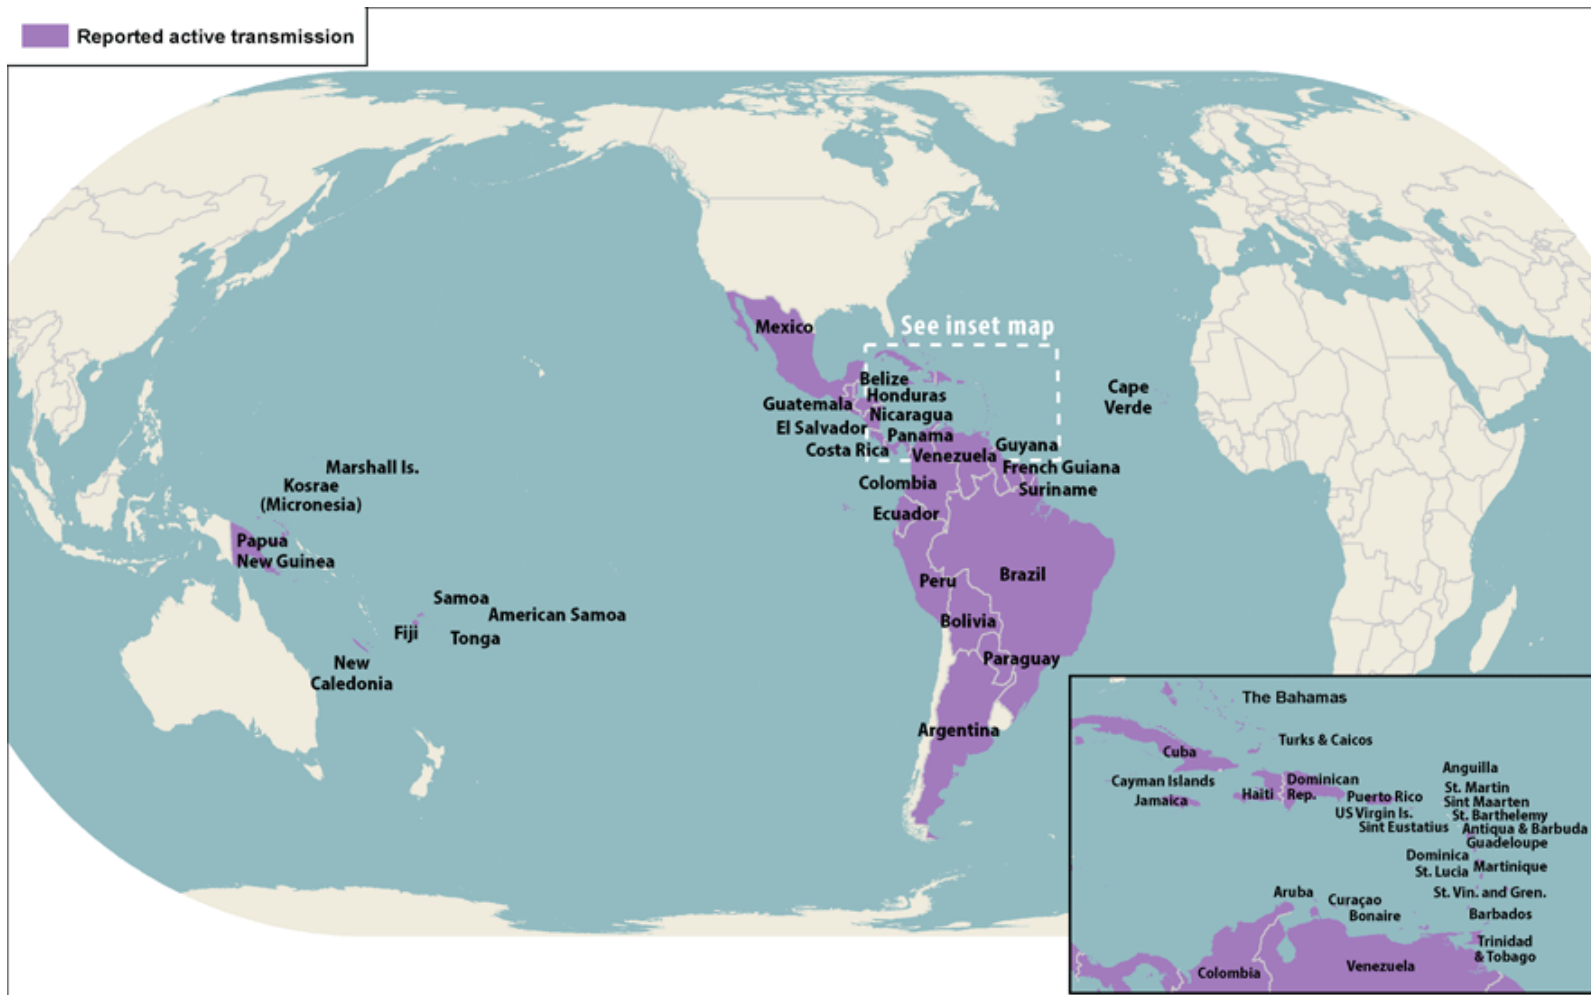 Reported active transmission
See inset map
Mexico
Belize
Honduras
Guatemala
Nicaragua
El Salvador
Panama
Costa Rica
Venezuela
Guyana
French Guiana
Suriname
Colombia
Ecuador
Peru
Brazil
Bolivia
Paraguay
Argentina
Cape
Verde
Marshall Is.
Kosrae
(Micronesia)
Papua
New Guinea
Samoa
American Samoa
Fiji
Tonga
New
Caledonia
The Bahamas
Turks & Caicos
Cuba
Cayman Islands
Jamaica
Haiti
Dominican
Rep.
Puerto Rico
US Virgin Is.
Sint Eustatius
Anguilla
St. Martin
Sint Maarten
St. Barthelemy
Antiqua & Barbuda
Guadeloupe
Dominica
Martinique
St. Lucia
St. Vin. and Gren.
Barbados
Aruba
Curaçao
Bonaire
Trinidad
& Tobago
Colombia
Venezuela